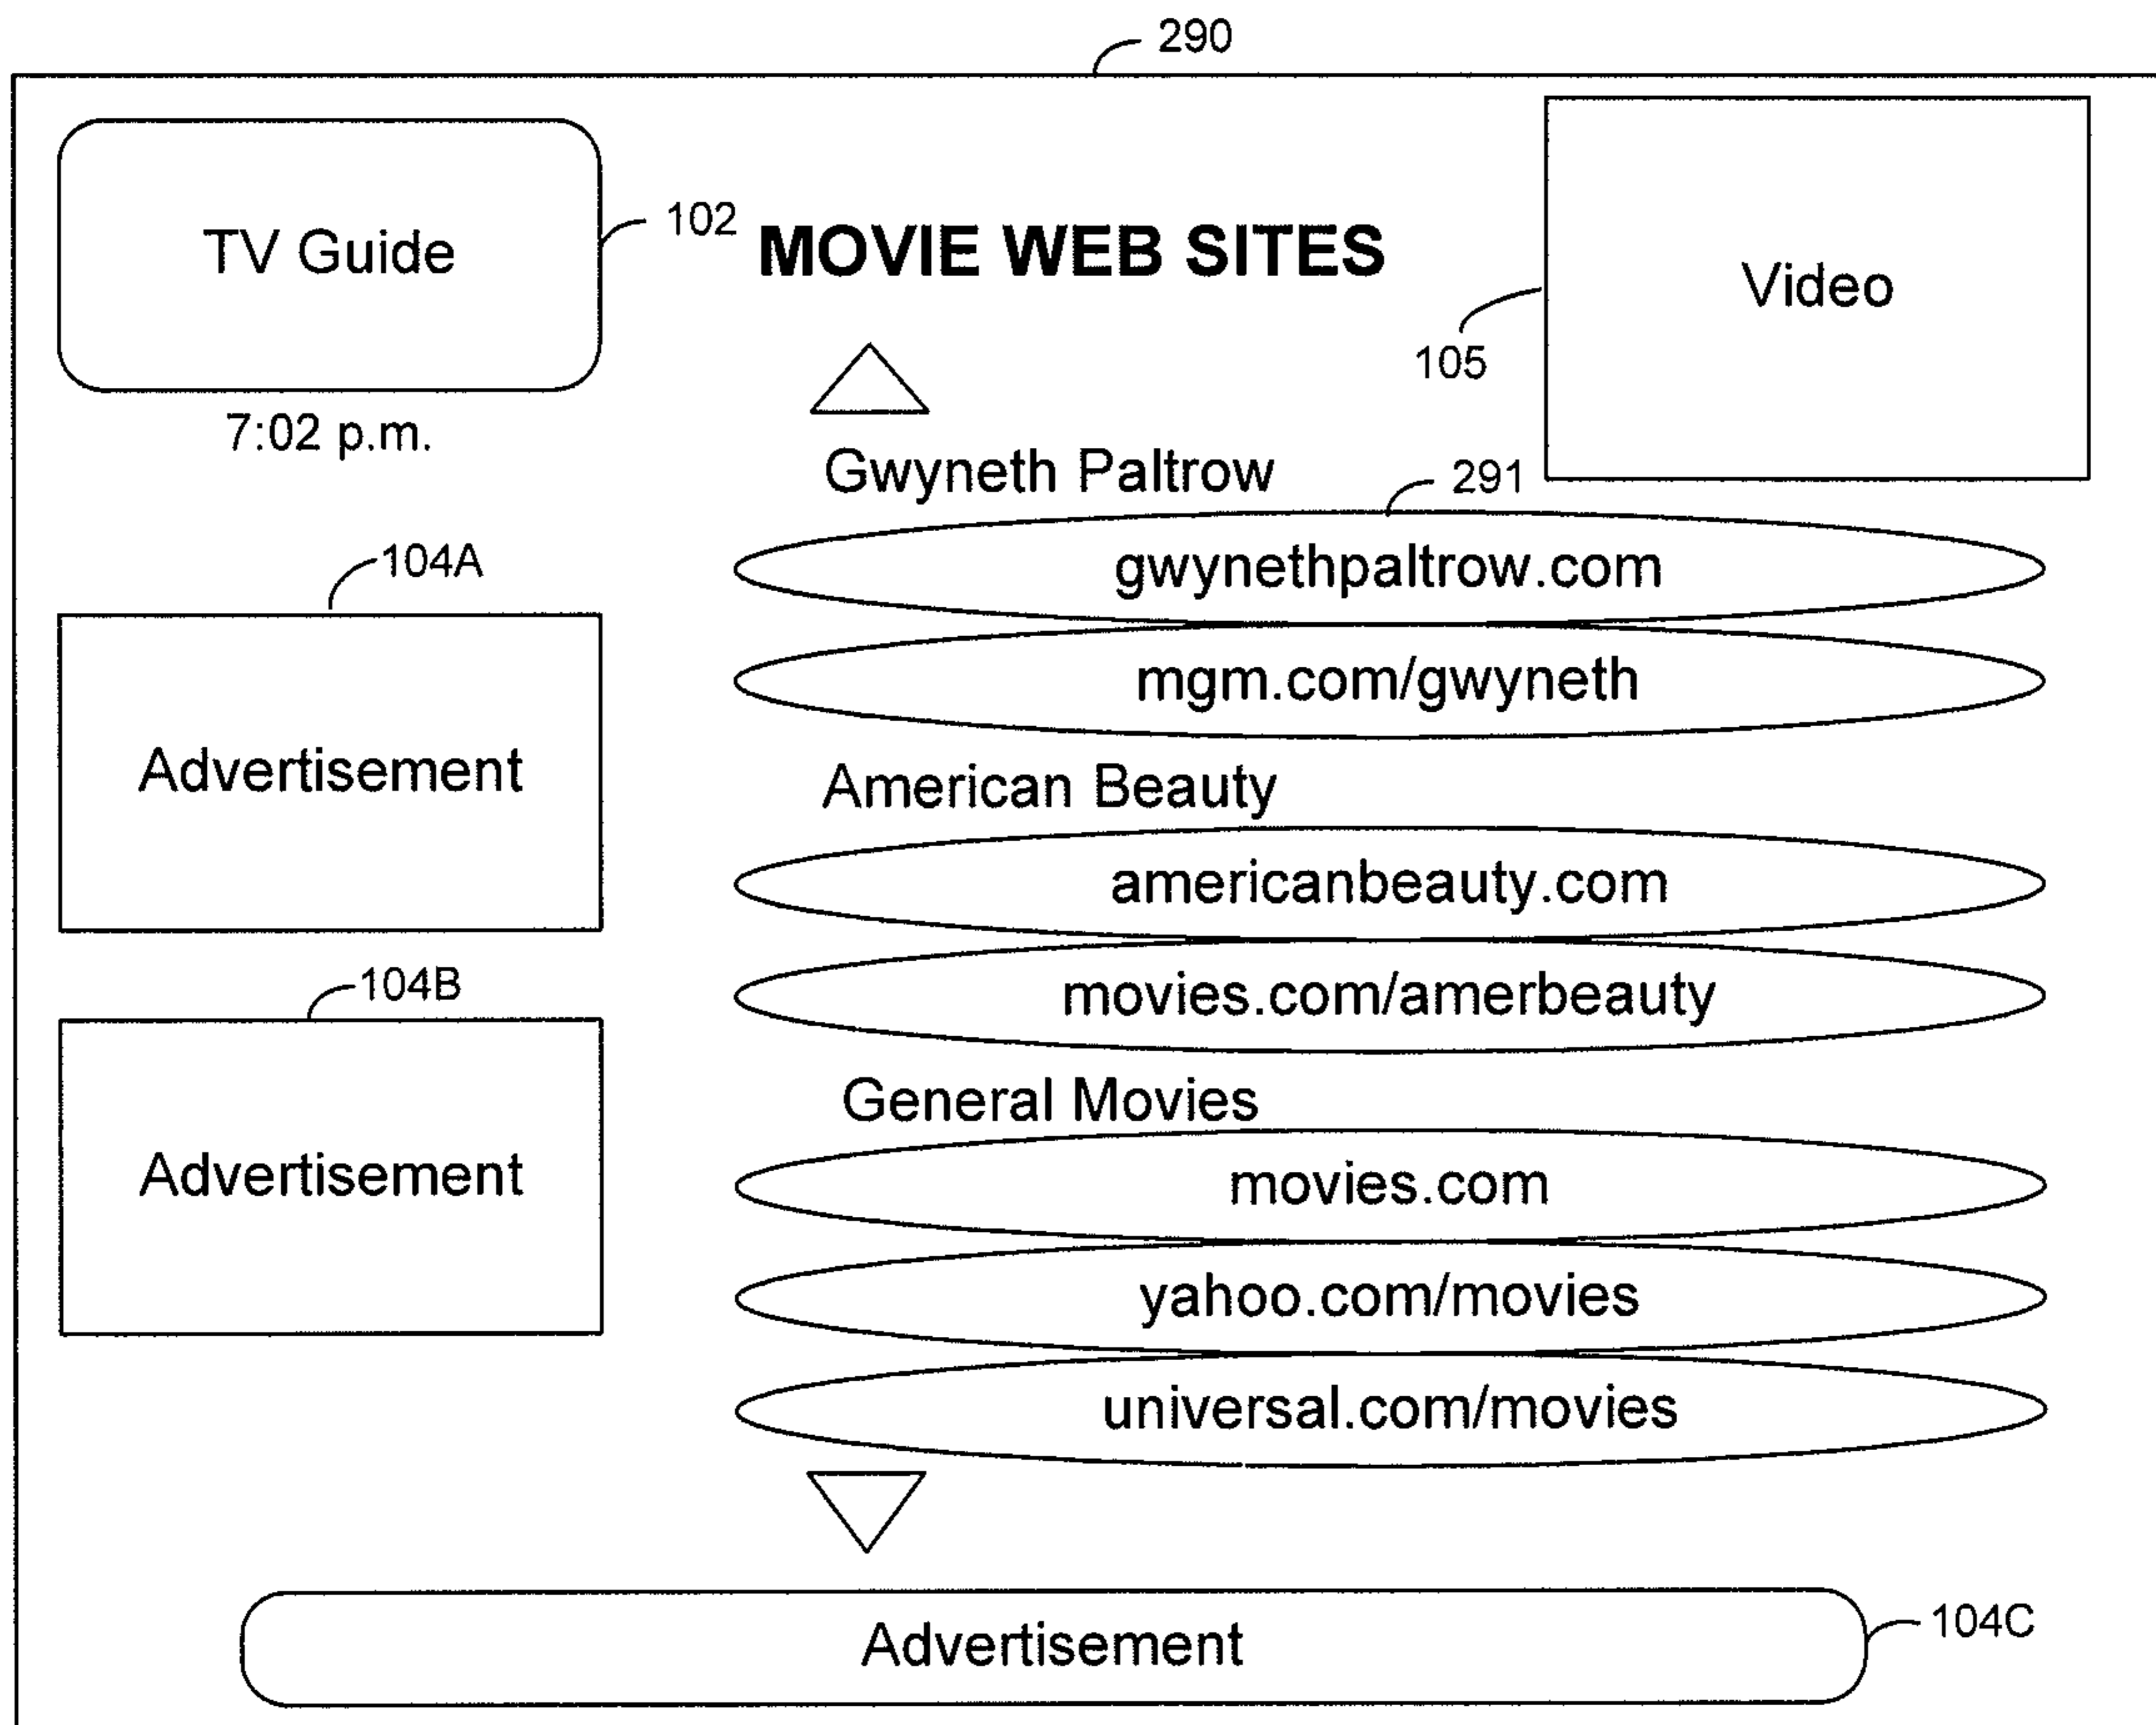 290
TV Guide
102
MOVIE WEB SITES
Video
105
7:02 p.m.
Gwyneth Paltrow
291
gwynethpaltrow.com
104A
mgm.com/gwyneth
Advertisement
American Beauty
americanbeauty.com
104B
movies.com/amerbeauty
General Movies
Advertisement
movies.com
yahoo.com/movies
universal.com/movies
Advertisement
104C